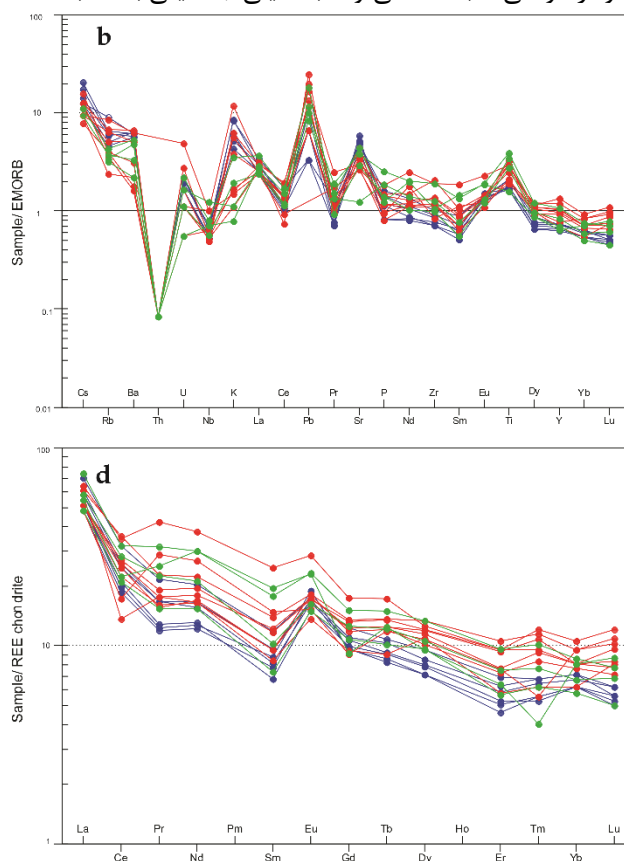 100
b
10
1
0.1
0.01
Sample/ EMORB
Cs Ba U K Ce Pr P Zr Eu Dy Yb
Rb Th Nb La Pb Sr Nd Sm Ti Y Lu
100
d
10
1
Sample/ REE chon drite
La Pr Pm Eu Tb Ho Tm Lu
Ce Nd Sm Gd Dy Er Yb